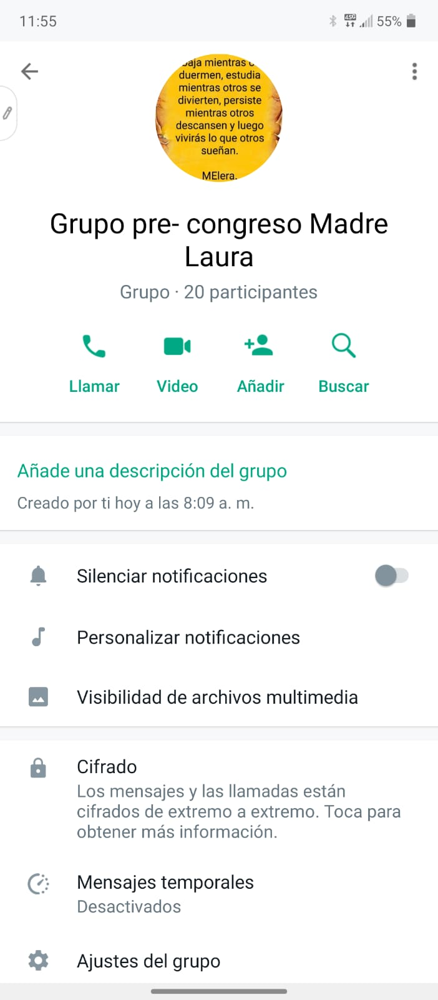 11:55
45G
55%
mientras
duermen, estudia
mientras otros se
divierten, persiste
mientras otros
descansen y luego
vivirás lo que otros
sueñan.
MElera.
Grupo pre- congreso Madre
Laura
Grupo · 20 participantes
Llamar Video Añadir Buscar
Añade una descripción del grupo
Creado por ti hoy a las 8:09 a. m.
Silenciar notificaciones
Personalizar notificaciones
Visibilidad de archivos multimedia
Cifrado
Los mensajes y las llamadas están
cifrados de extremo a extremo. Toca para
obtener más información.
Mensajes temporales
Desactivados
Ajustes del grupo